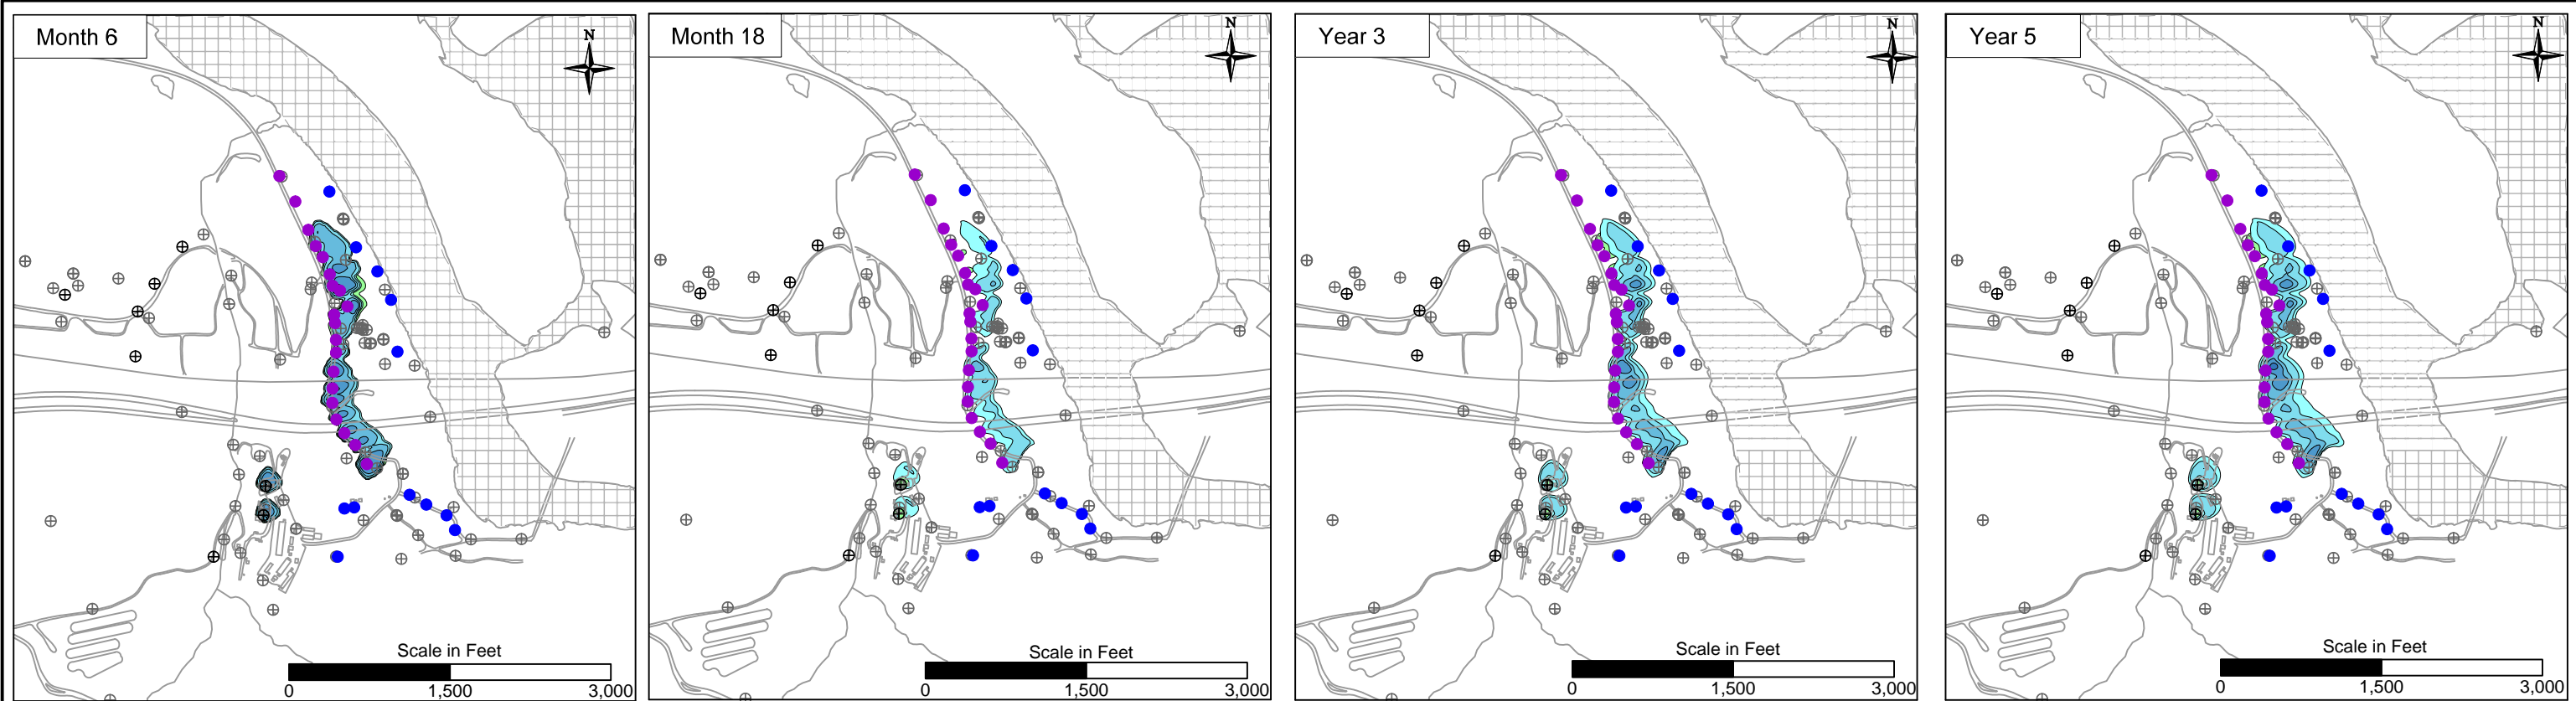 Month 6
N
Scale in Feet
0 1,500 3,000
Month 18
N
Scale in Feet
0 1,500 3,000
Year 3
N
Scale in Feet
0 1,500 3,000
Year 5
N
Scale in Feet
0 1,500 3,000